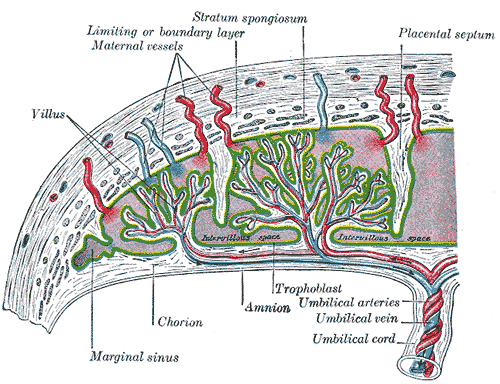 Stratum spongiosum
Limiting or boundary layer
Maternal vessels
Placental septum
Villus
Intervillous space
Intervillous space
Trophoblast
Umbilical arteries
Amnion
Umbilical vein
Chorion
Umbilical cord
Marginal sinus